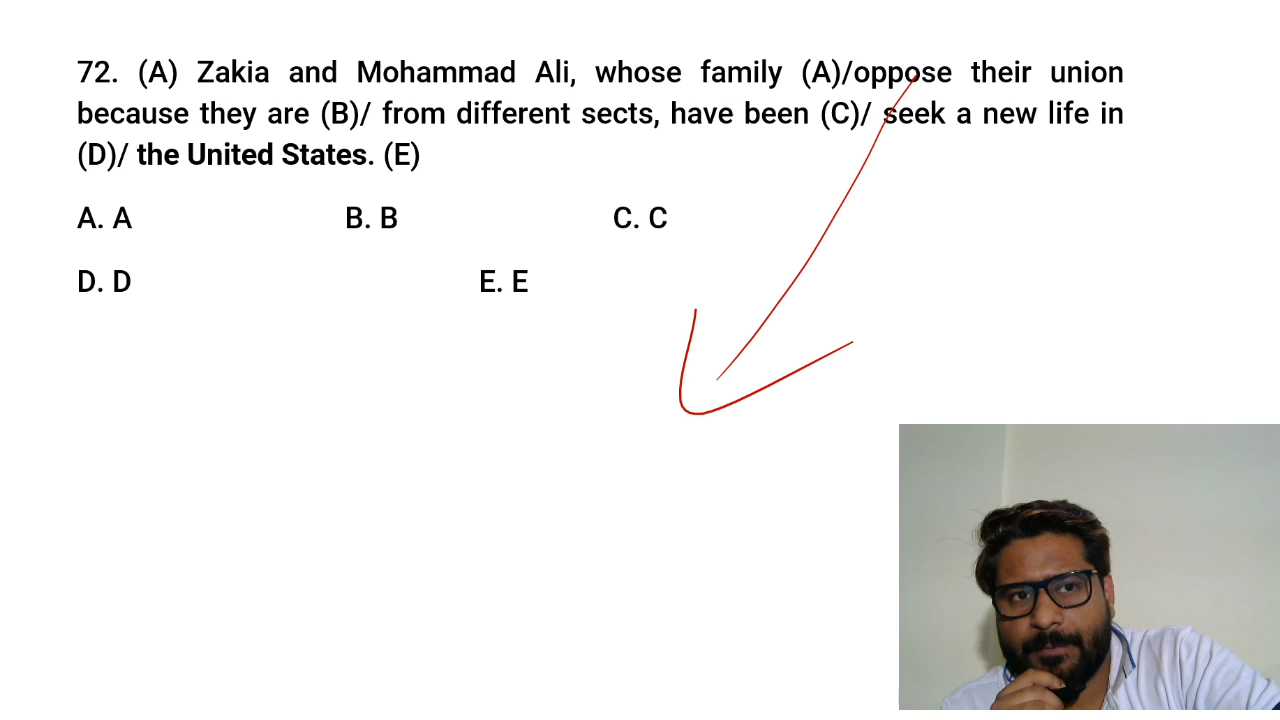 72. (A) Zakia and Mohammad Ali, whose family (A)/oppose their union
because they are (B)/ from different sects, have been (C)/ seek a new life in
(D)/ the United States. (E)
A. A B. B C. C
D. D E. E